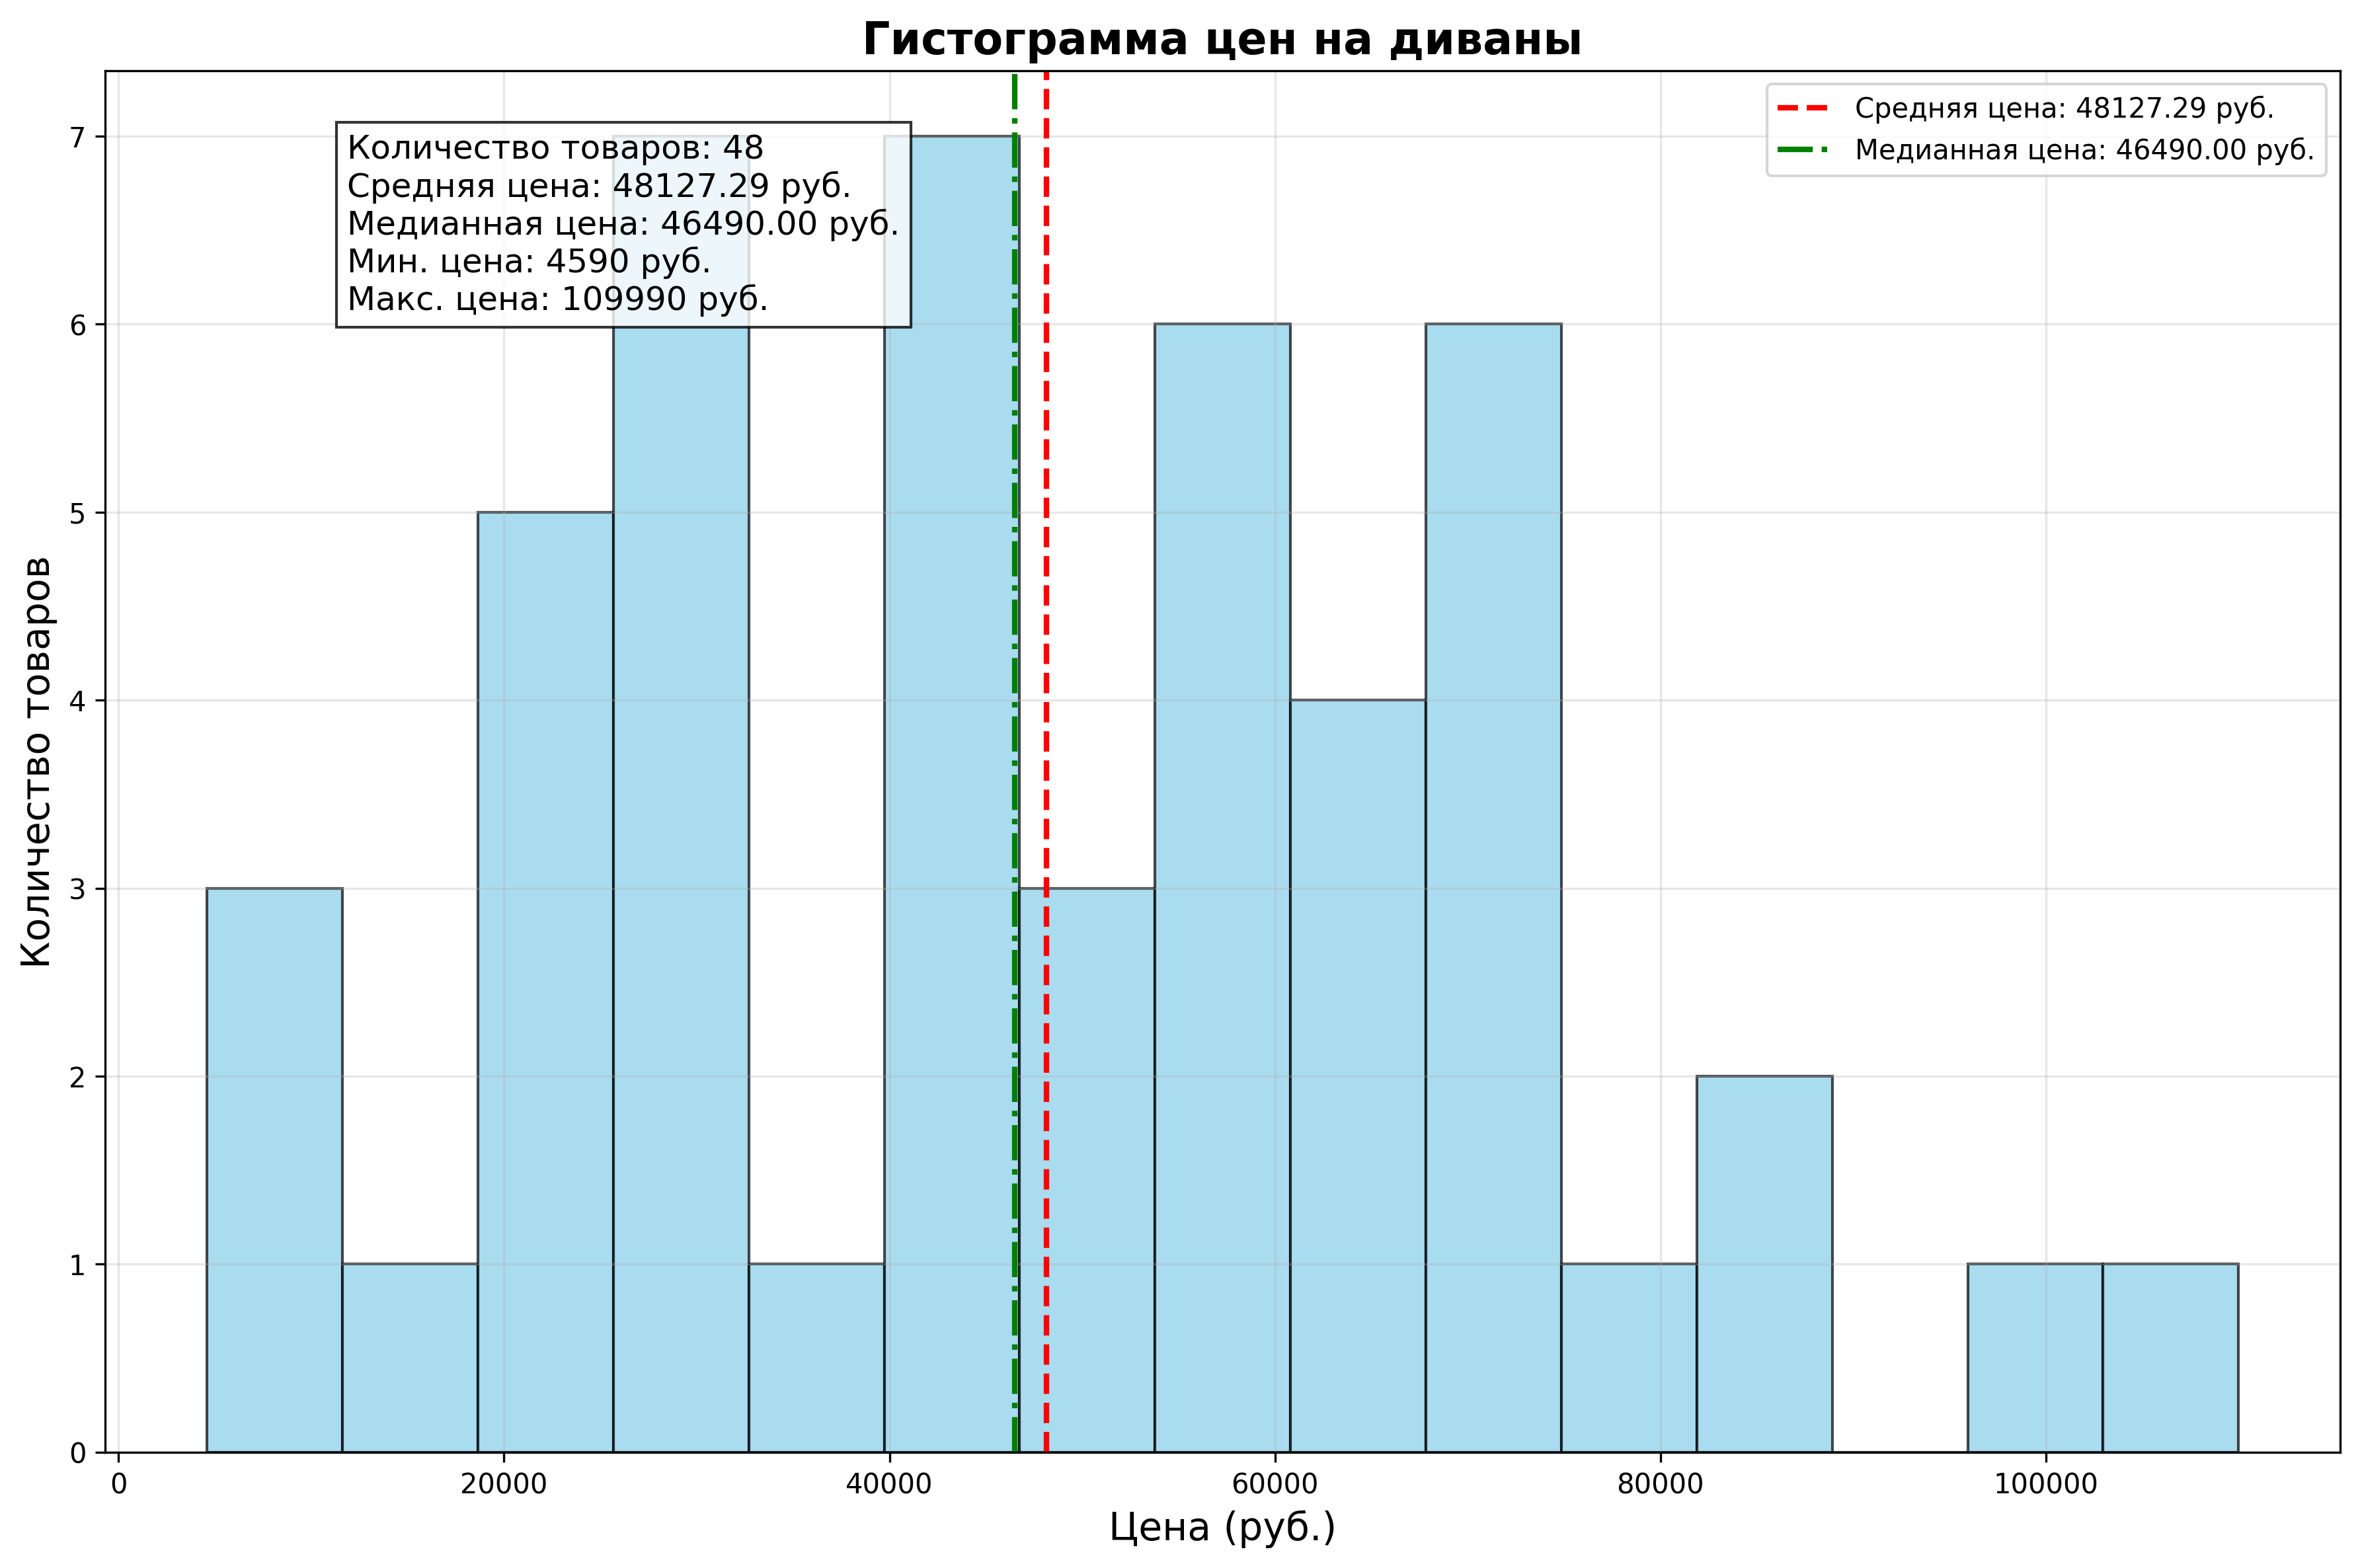 Гистограмма цен на диваны
Средняя цена: 48127.29 руб.
Медианная цена: 46490.00 руб.
Количество товаров: 48
Средняя цена: 48127.29 руб.
Медианная цена: 46490.00 руб.
Мин. цена: 4590 руб.
Макс. цена: 109990 руб.
Количество товаров
7
6
5
4
3
2
1
0
0 20000 40000 60000 80000 100000
Цена (руб.)